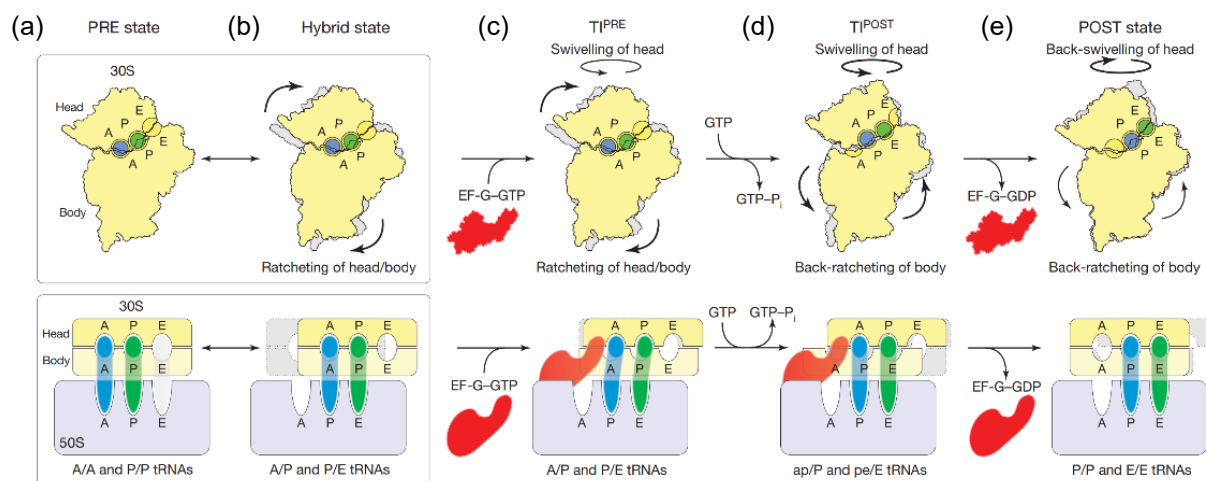 (a) PRE state (b) Hybrid state (c) TI^PRE (d) TI^POST (e) POST state
Swivelling of head Swivelling of head Back-swivelling of head
30S
Head
E
P
A
E
P
A
P
E
A
P
A
P
E
A
P
A
GTP
P
E
A
P
A
E
P
A
E
P
A
EF-G–GTP
GTP–Pi
EF-G–GDP
Body
Ratcheting of head/body Ratcheting of head/body Back-ratcheting of body Back-ratcheting of body
30S
GTP GTP–Pi
Head A P E A P E A P E A P E A P E
Body A P E A P E A P E A P E A P E
EF-G–GTP EF-G–GDP
50S A P E A P E A P E A P E A P E
A/A and P/P tRNAs A/P and P/E tRNAs A/P and P/E tRNAs ap/P and pe/E tRNAs P/P and E/E tRNAs